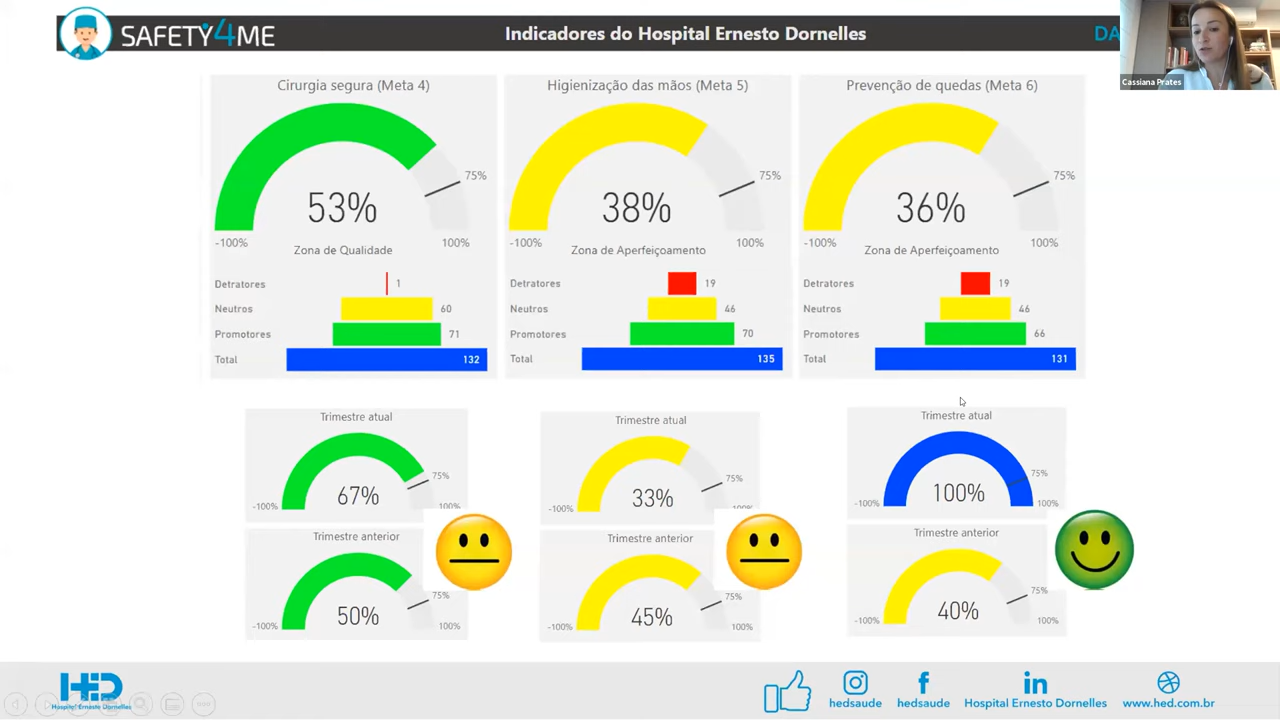 SAFETY4ME
Indicadores do Hospital Ernesto Dornelles
DA
Cassiana Prates
Cirurgia segura (Meta 4)
75%
53%
-100%
100%
Zona de Qualidade
Detratores 1
Neutros 60
Promotores 71
Total 132
Higienização das mãos (Meta 5)
75%
38%
-100%
100%
Zona de Aperfeiçoamento
Detratores 19
Neutros 46
Promotores 70
Total 135
Prevenção de quedas (Meta 6)
75%
36%
-100%
100%
Zona de Aperfeiçoamento
Detratores 19
Neutros 46
Promotores 66
Total 131
Trimestre atual
75%
67%
-100%
100%
Trimestre anterior
75%
50%
-100%
100%
Trimestre atual
75%
33%
-100%
100%
Trimestre anterior
75%
45%
-100%
100%
Trimestre atual
75%
100%
-100%
100%
Trimestre anterior
75%
40%
-100%
100%
HED
Hospital Ernesto Dornelles
hedsaude
hedsaude
Hospital Ernesto Dornelles
www.hed.com.br